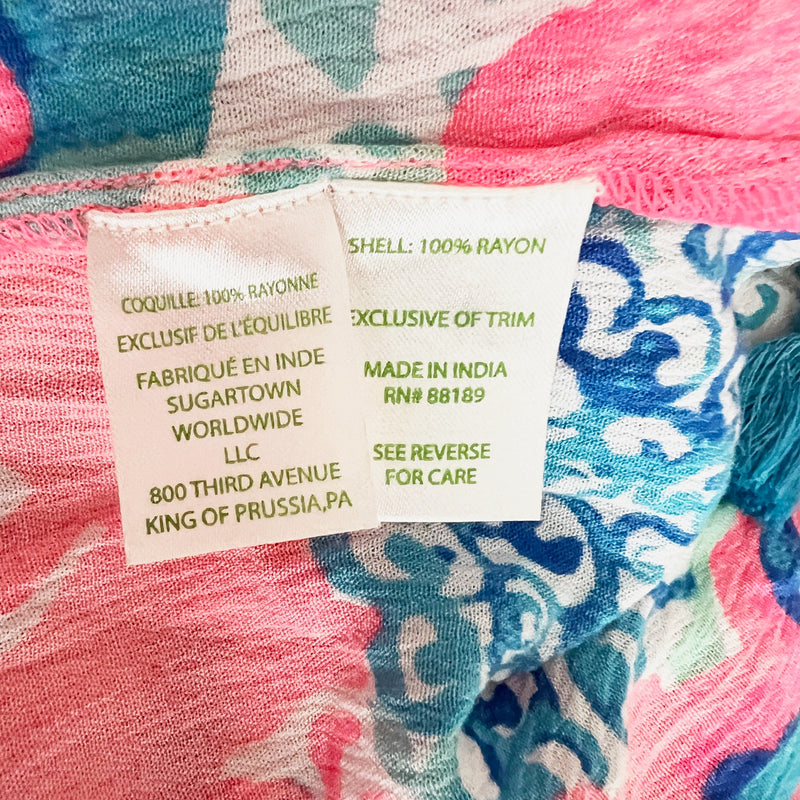 COQUILLE: 100% RAYONNE
EXCLUSIF DE L'ÉQUILIBRE
FABRIQUÉ EN INDE
SUGARTOWN
WORLDWIDE
LLC
800 THIRD AVENUE
KING OF PRUSSIA,PA
SHELL: 100% RAYON
EXCLUSIVE OF TRIM
MADE IN INDIA
RN# 88189
SEE REVERSE
FOR CARE